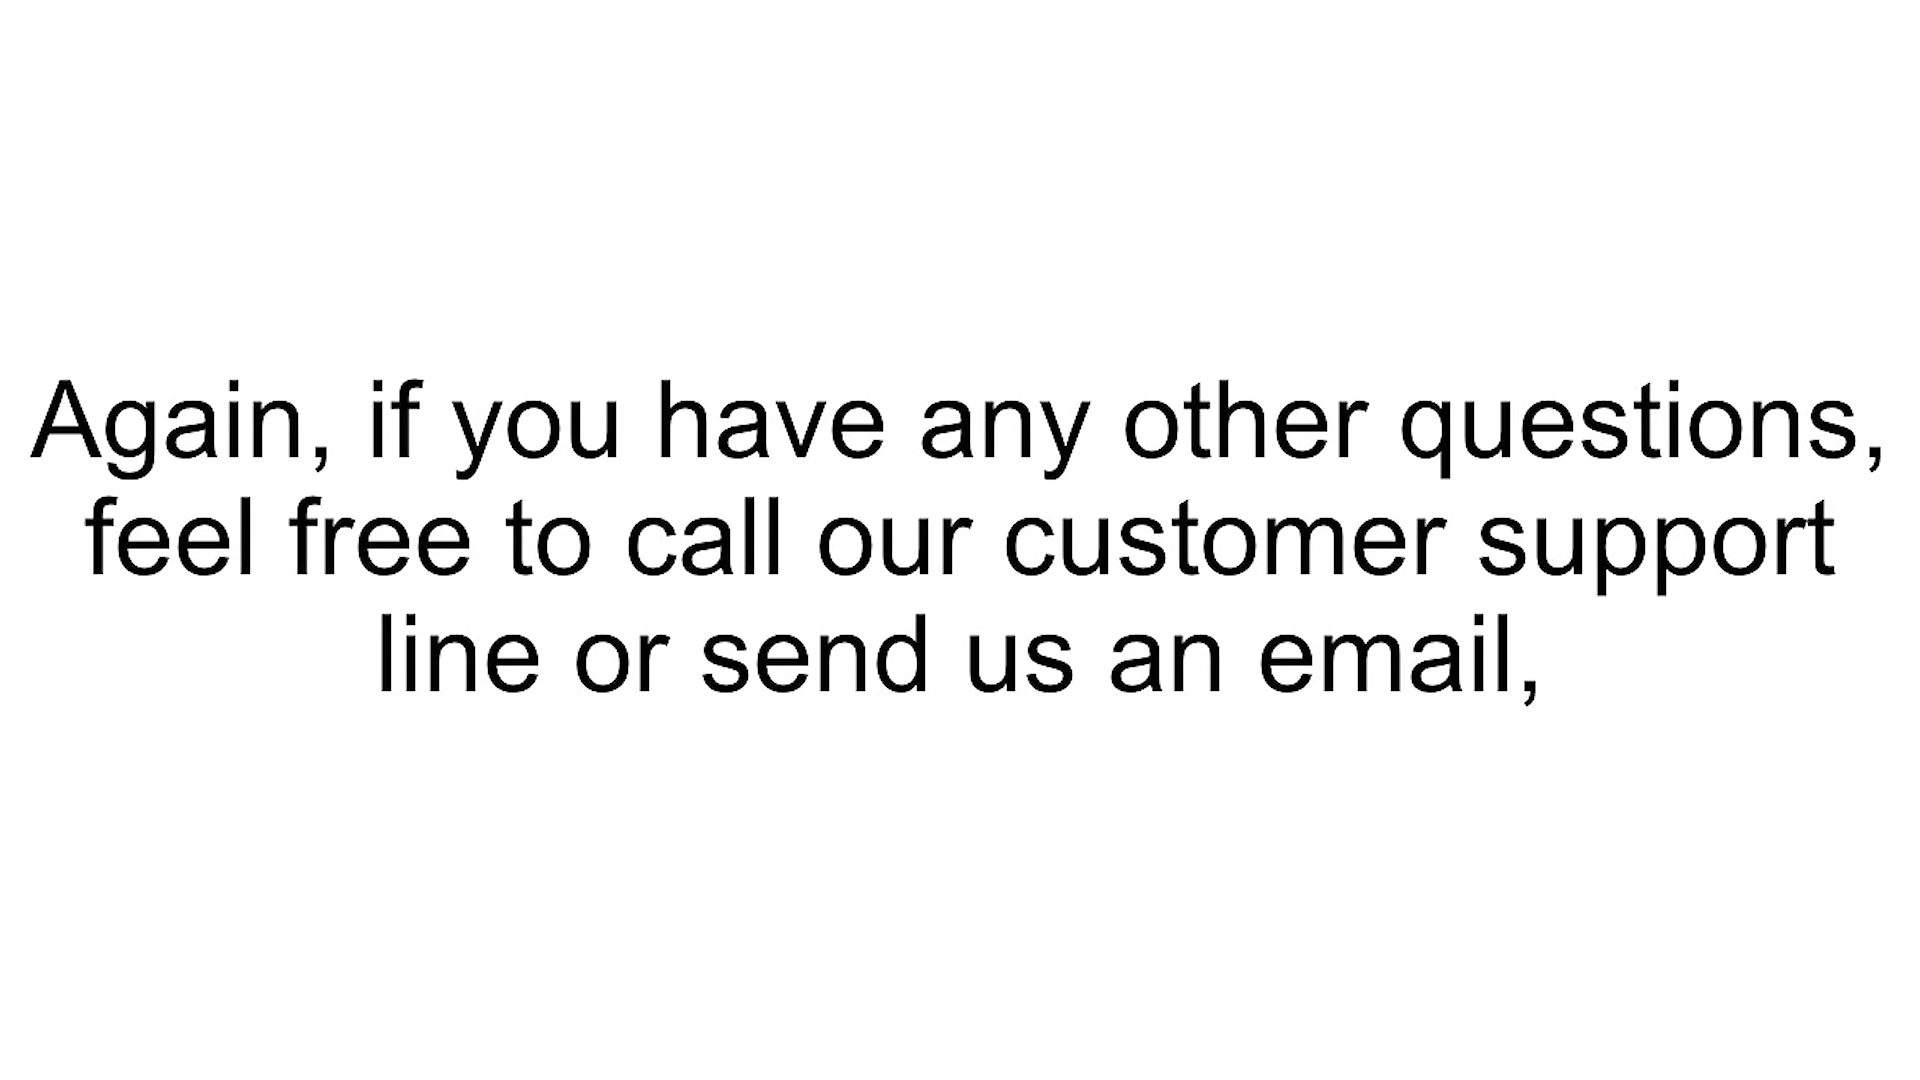 Again, if you have any other questions,
feel free to call our customer support
line or send us an email,